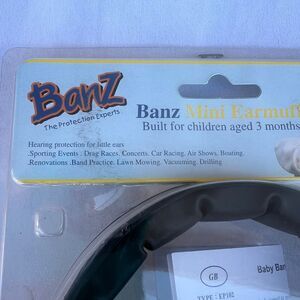 BanZ
The Protection Experts
Banz Mini Earmuff
Built for children aged 3 months
Hearing protection for little ears
.Sporting Events : Drag Races. Concerts. Car Racing. Air Shows. Boating.
.Renovations .Band Practice. Lawn Mowing. Vacuuming. Drilling
GB
Baby Ban
TYPE : EP102